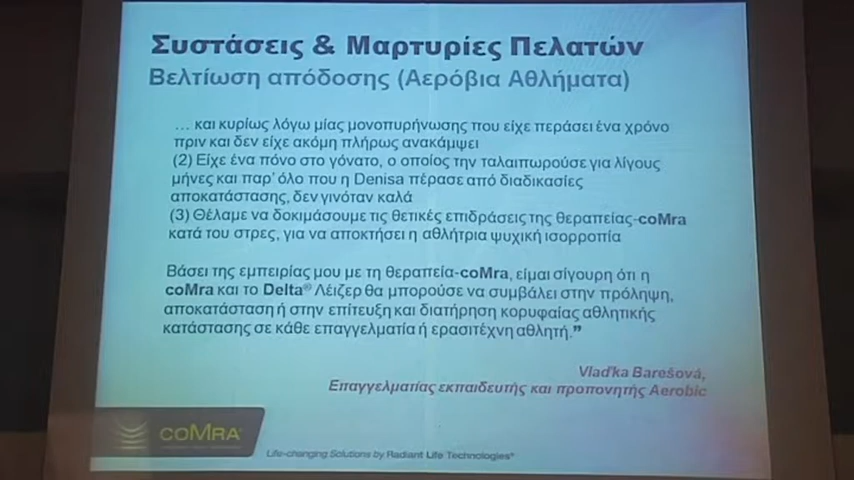 Συστάσεις & Μαρτυρίες Πελατών
Βελτίωση απόδοσης (Αερόβια Αθλήματα)
… και κυρίως λόγω μίας μονοπυρήνωσης που είχε περάσει ένα χρόνο
πριν και δεν είχε ακόμη πλήρως ανακάμψει
(2) Είχε ένα πόνο στο γόνατο, ο οποίος την ταλαιπωρούσε για λίγους
μήνες και παρ' όλο που η Denisa πέρασε από διαδικασίες
αποκατάστασης, δεν γινόταν καλά
(3) Θέλαμε να δοκιμάσουμε τις θετικές επιδράσεις της θεραπείας-coMra
κατά του στρες, για να αποκτήσει η αθλήτρια ψυχική ισορροπία
Βάσει της εμπειρίας μου με τη θεραπεία-coMra, είμαι σίγουρη ότι η
coMra και το Delta® Λέιζερ θα μπορούσε να συμβάλει στην πρόληψη,
αποκατάσταση ή στην επίτευξη και διατήρηση κορυφαίας αθλητικής
κατάστασης σε κάθε επαγγελματία ή ερασιτέχνη αθλητή.”
Vlaďka Barešová,
Επαγγελματίας εκπαιδευτής και προπονητής Aerobic
coMra
Life-changing Solutions by Radiant Life Technologies®